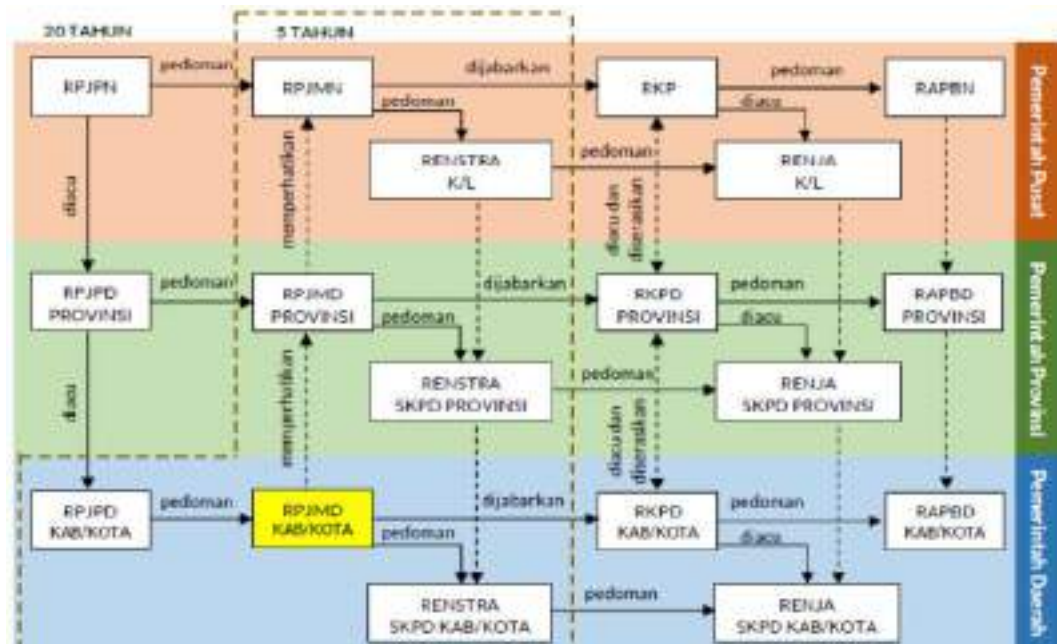 20 TAHUN
5 TAHUN
RPJPN
pedoman
RPJMN
dijabarkan
RKP
pedoman
RAPBN
pedoman
diacu
RENSTRA
K/L
pedoman
RENJA
K/L
diacu
memperhatikan
diacu dan
diserasikan
Pemerintah Pusat
RPJPD
PROVINSI
pedoman
RPJMD
PROVINSI
dijabarkan
RKPD
PROVINSI
pedoman
RAPBD
PROVINSI
pedoman
diacu
RENSTRA
SKPD PROVINSI
pedoman
RENJA
SKPD PROVINSI
diacu
memperhatikan
diacu dan
diserasikan
Pemerintah Provinsi
RPJPD
KAB/KOTA
pedoman
RPJMD
KAB/KOTA
dijabarkan
RKPD
KAB/KOTA
pedoman
RAPBD
KAB/KOTA
pedoman
diacu
RENSTRA
SKPD KAB/KOTA
pedoman
RENJA
SKPD KAB/KOTA
Pemerintah Daerah